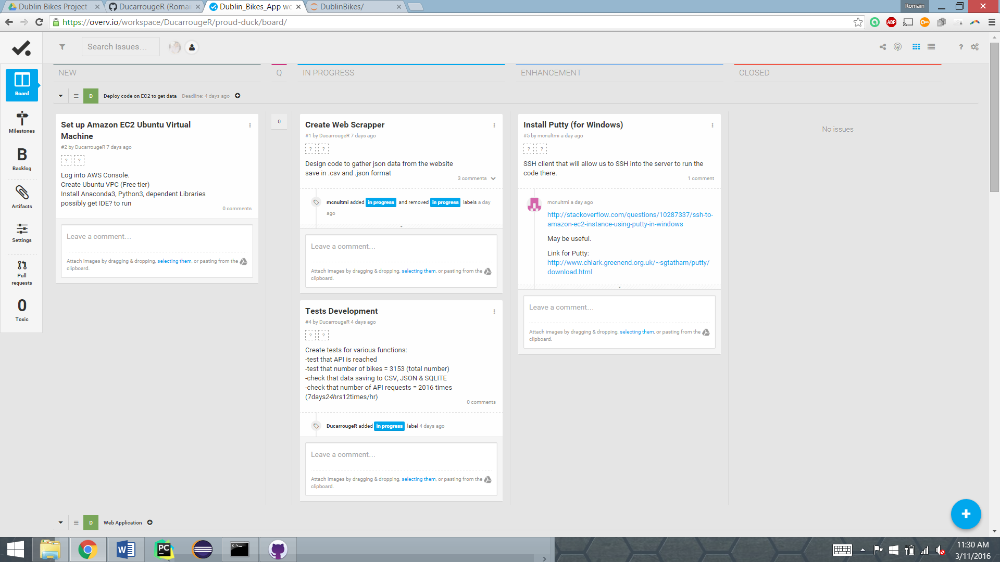 Dublin Bikes Project
DucarrougeR (Romai
Dublin_Bikes_App wo
DublinBikes/
Romain
https://overv.io/workspace/DucarrougeR/proud-duck/board/
ABP
Search issues...
?
NEW
Q
IN PROGRESS
ENHANCEMENT
CLOSED
Board
Milestones
B
Backlog
Artifacts
Settings
Pull
requests
0
Toxic
D
Deploy code on EC2 to get data
Deadline: 4 days ago
Set up Amazon EC2 Ubuntu Virtual
Machine
#2 by DucarrougeR 7 days ago
? ?
Log into AWS Console.
Create Ubuntu VPC (Free tier)
Install Anaconda3, Python3, dependent Libraries
possibly get IDE? to run
0 comments
Leave a comment...
Attach images by dragging & dropping, selecting them, or pasting from the
clipboard.
0
Create Web Scrapper
#1 by DucarrougeR 7 days ago
? ?
Design code to gather json data from the website
save in .csv and .json format
3 comments
mcnultmi added in progress and removed in progress labels a day
ago
Leave a comment...
Attach images by dragging & dropping, selecting them, or pasting from the
clipboard.
Tests Development
#4 by DucarrougeR 4 days ago
? ?
Create tests for various functions:
-test that API is reached
-test that number of bikes = 3153 (total number)
-check that data saving to CSV, JSON & SQLITE
-check that number of API requests = 2016 times
(7days24hrs12times/hr)
0 comments
DucarrougeR added in progress label 4 days ago
Leave a comment...
Attach images by dragging & dropping, selecting them, or pasting from the
clipboard.
Install Putty (for Windows)
#5 by mcnultmi a day ago
? ?
SSH client that will allow us to SSH into the server to run the
code there.
1 comment
mcnultmi a day ago
http://stackoverflow.com/questions/10287337/ssh-to-
amazon-ec2-instance-using-putty-in-windows
May be useful.
Link for Putty:
http://www.chiark.greenend.org.uk/~sgtatham/putty/
download.html
Leave a comment...
Attach images by dragging & dropping, selecting them, or pasting from the
clipboard.
No issues
D
Web Application
W
PC
C:\_
11:30 AM
3/11/2016